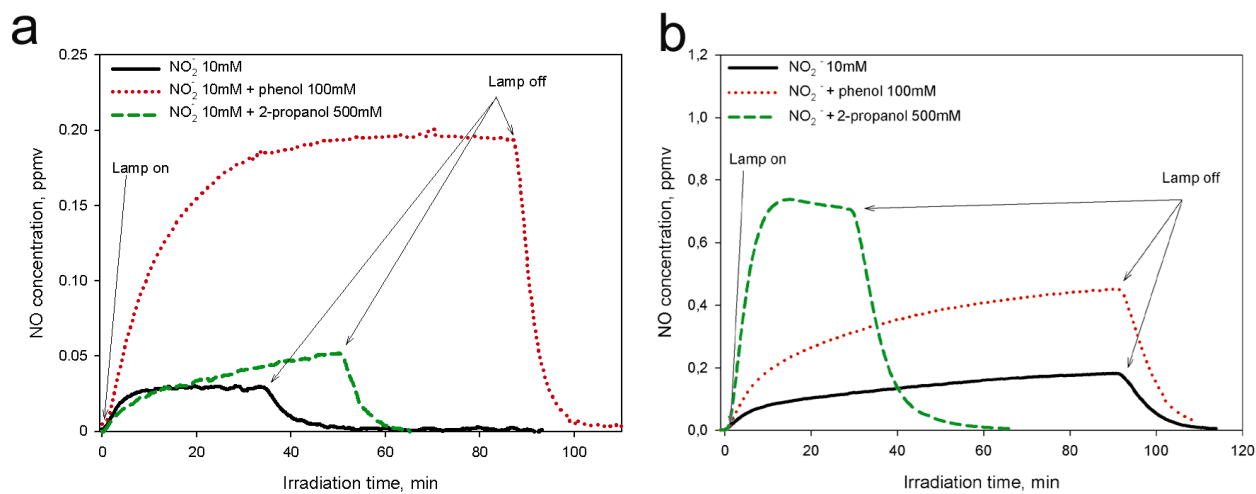 a
NO concentration, ppmv
0.25
0.20
0.15
0.10
0.05
0
NO₂⁻ 10mM
NO₂⁻ 10mM + phenol 100mM
NO₂⁻ 10mM + 2-propanol 500mM
Lamp on
Lamp off
0 20 40 60 80 100
Irradiation time, min
b
NO concentration, ppmv
1,2
1,0
0,8
0,6
0,4
0,2
0,0
NO₂⁻ 10mM
NO₂⁻ + phenol 100mM
NO₂⁻ + 2-propanol 500mM
Lamp on
Lamp off
0 20 40 60 80 100 120
Irradiation time, min